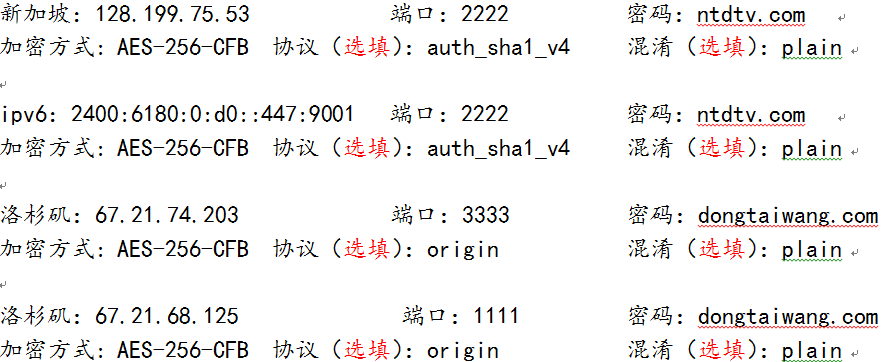 新加坡：128.199.75.53 端口：2222 密码：ntdtv.com
加密方式：AES-256-CFB 协议（选填）：auth_sha1_v4 混淆（选填）：plain
ipv6：2400:6180:0:d0::447:9001 端口：2222 密码：ntdtv.com
加密方式：AES-256-CFB 协议（选填）：auth_sha1_v4 混淆（选填）：plain
洛杉矶：67.21.74.203 端口：3333 密码：dongtaiwang.com
加密方式：AES-256-CFB 协议（选填）：origin 混淆（选填）：plain
洛杉矶：67.21.68.125 端口：1111 密码：dongtaiwang.com
加密方式：AES-256-CFB 协议（选填）：origin 混淆（选填）：plain